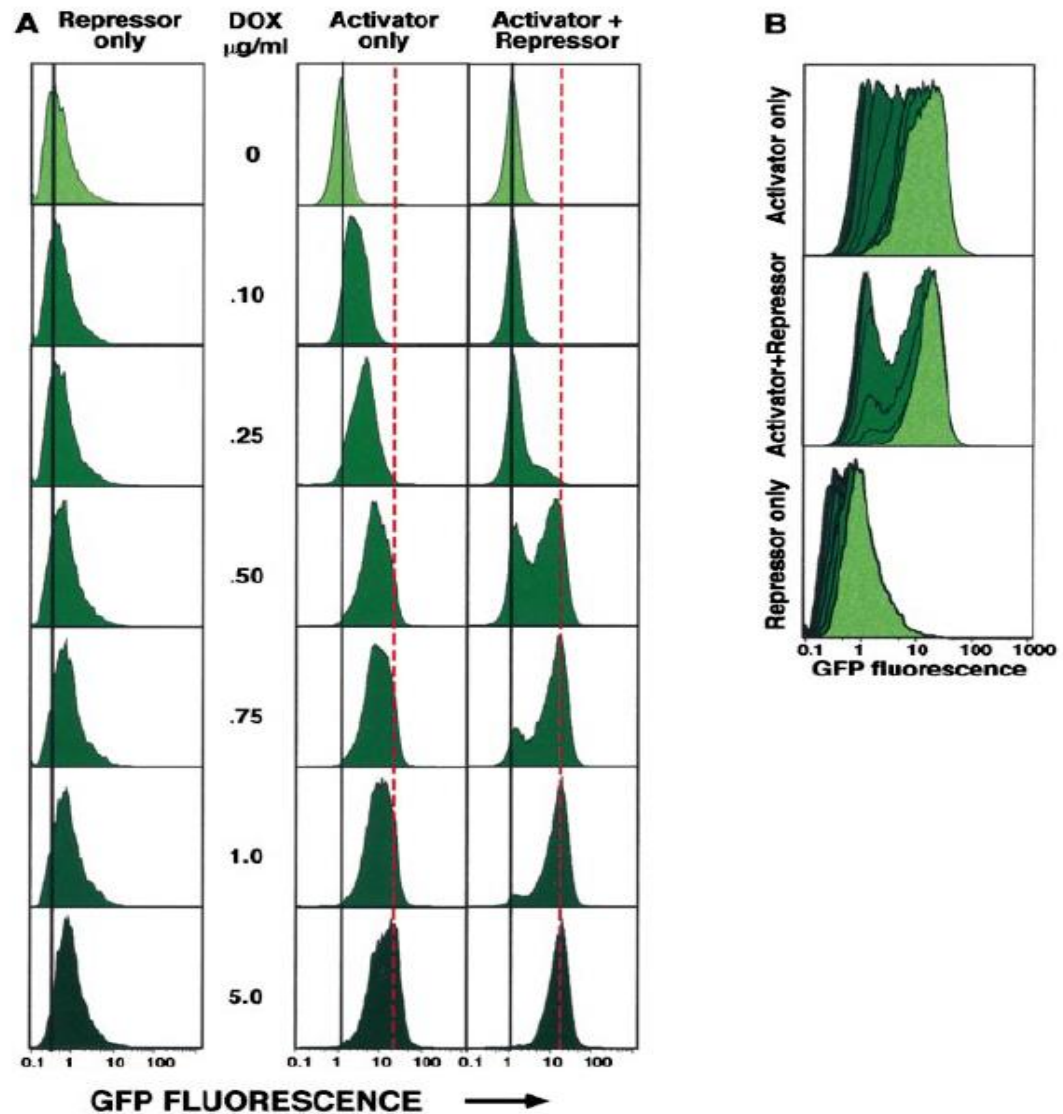 A
Repressor only
DOX µg/ml
Activator only
Activator + Repressor
0
.10
.25
.50
.75
1.0
5.0
0.1 1 100
0.1 1 10 100
0.1 1 10 100
GFP FLUORESCENCE
B
Activator only
Activator+Repressor
Repressor only
0.1 1 10 100 1000
GFP fluorescence